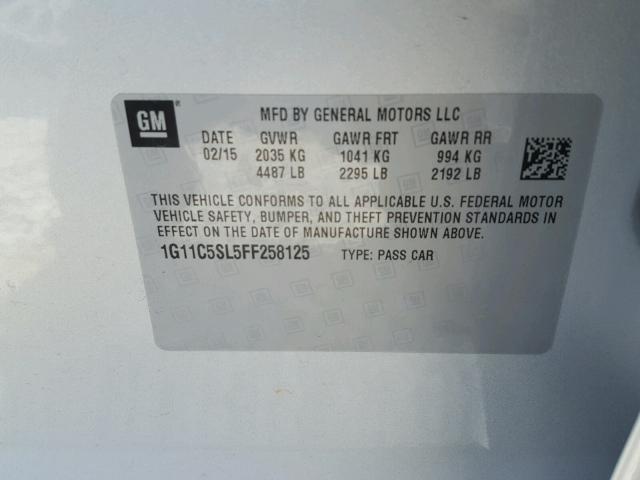 GM ® MFD BY GENERAL MOTORS LLC
DATE GVWR GAWR FRT GAWR RR
02/15 2035 KG 1041 KG 994 KG
4487 LB 2295 LB 2192 LB
THIS VEHICLE CONFORMS TO ALL APPLICABLE U.S. FEDERAL MOTOR
VEHICLE SAFETY, BUMPER, AND THEFT PREVENTION STANDARDS IN
EFFECT ON THE DATE OF MANUFACTURE SHOWN ABOVE.
1G11C5SL5FF258125 TYPE: PASS CAR